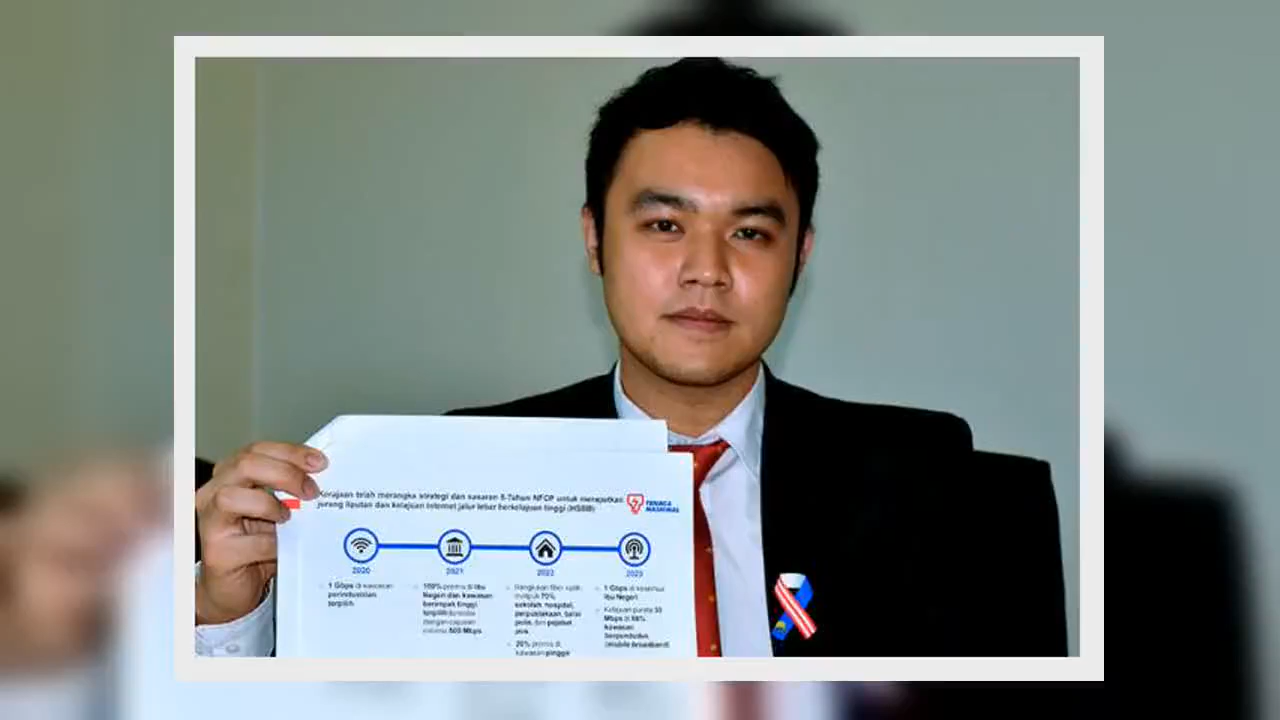 Kerajaan telah merangka strategi dan sasaran 5-Tahun NFCP untuk merapatkan
jurang liputan dan kelajuan Internet jalur lebar berkelajuan tinggi (HSBB)
TENAGA
NASIONAL
2020
2021
2022
2023
1 Gbps di kawasan
perindustrian
terpilih
100% premis di Ibu
Negeri dan kawasan
berimpak tinggi
terpilih
dengan capaian
500 Mbps
Rangkaian fiber optik
meliputi 70%
sekolah, hospital,
perpustakaan, balai
polis, dan pejabat
pos
20% premis di
kawasan pinggir
1 Gbps di kesemua
Ibu Negeri
Kelajuan purata 30
Mbps di 98%
kawasan
berpenduduk
(mobile broadband)